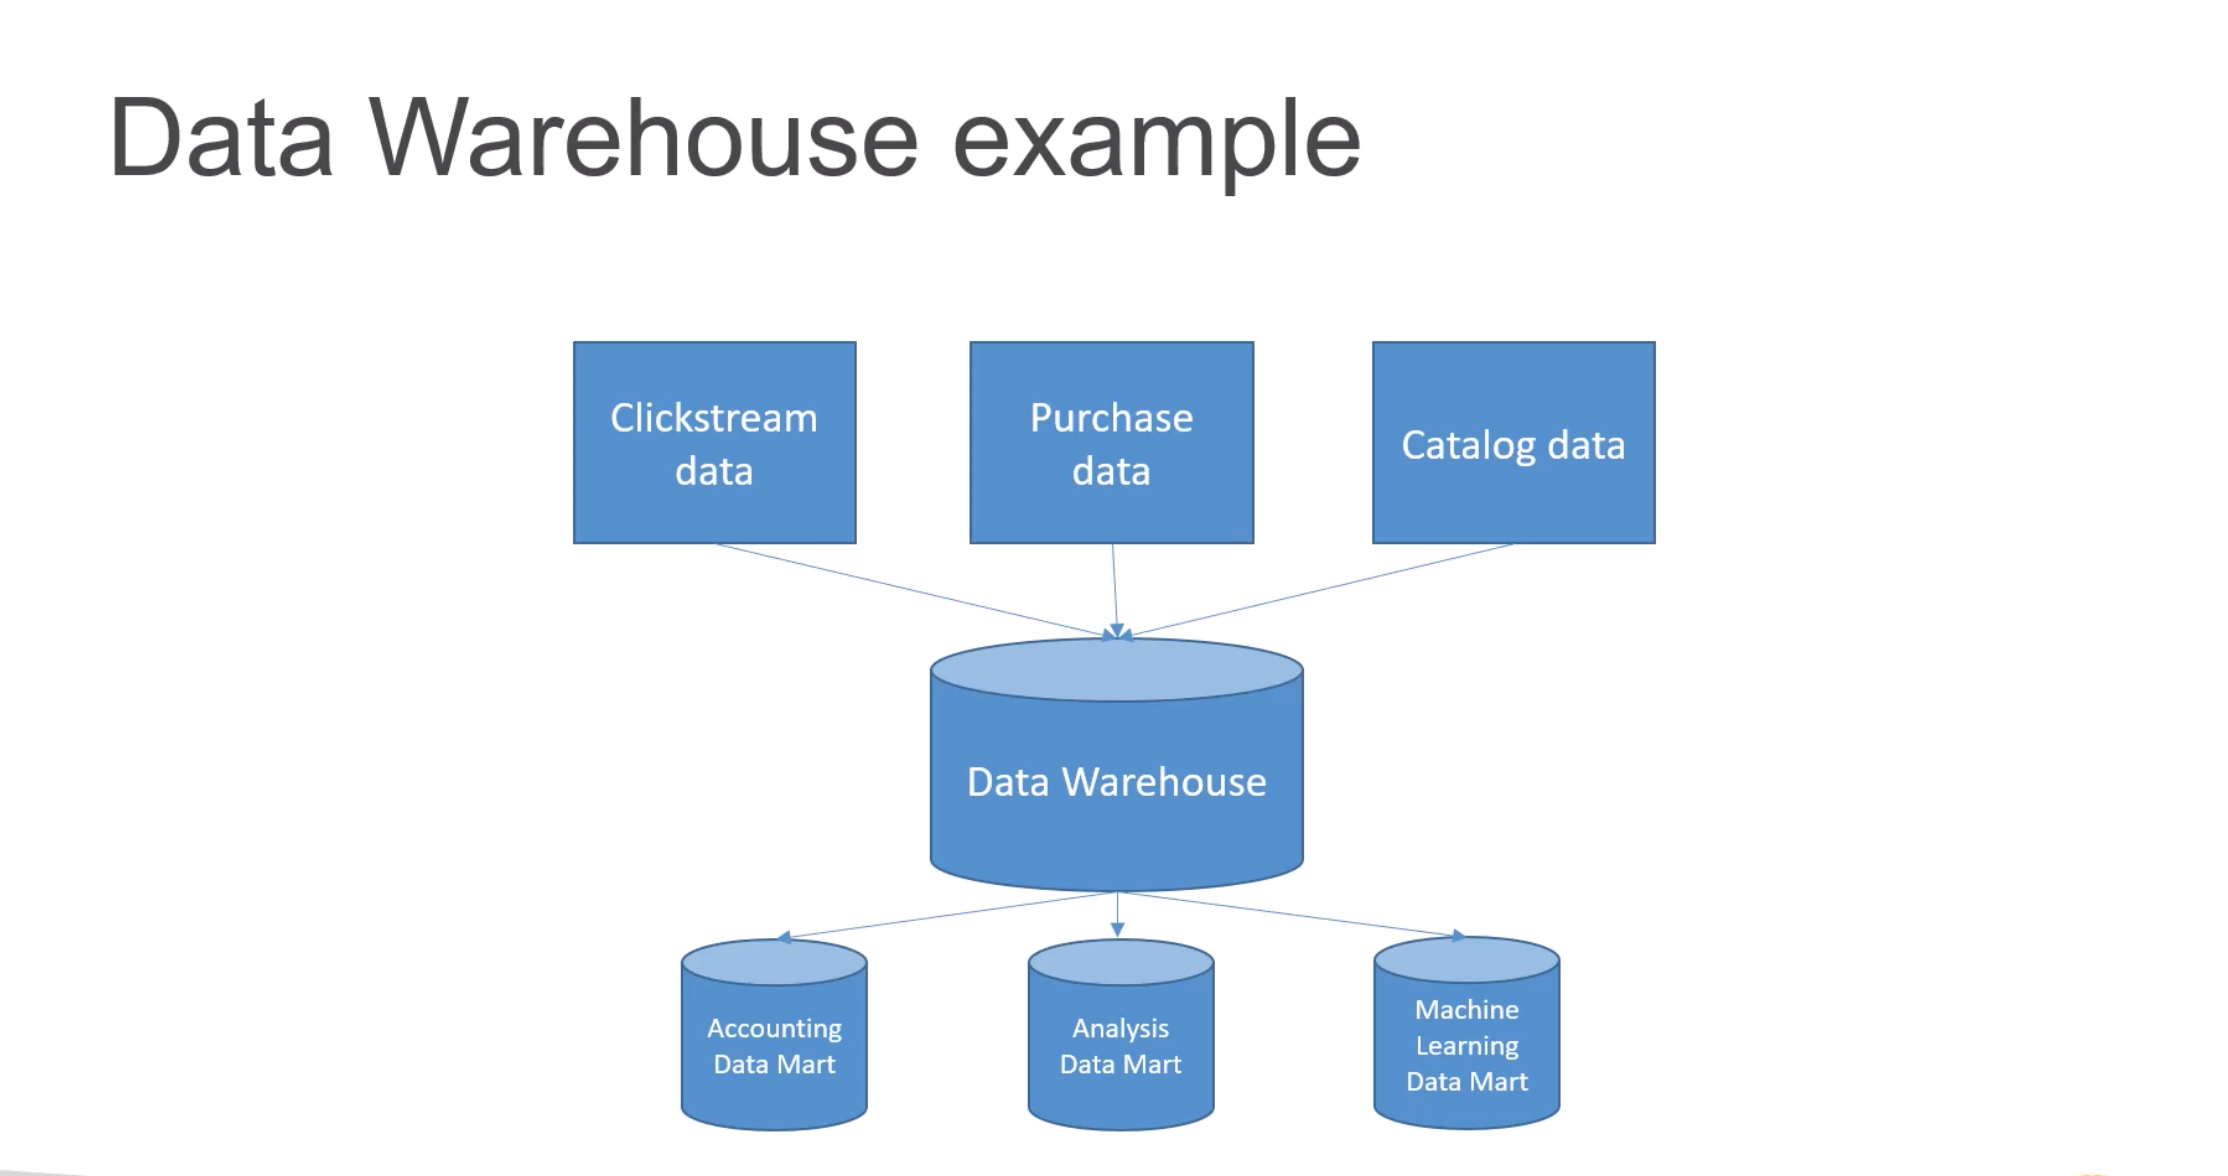 Data Warehouse example
Clickstream
data
Purchase
data
Catalog data
Data Warehouse
Accounting
Data Mart
Analysis
Data Mart
Machine
Learning
Data Mart